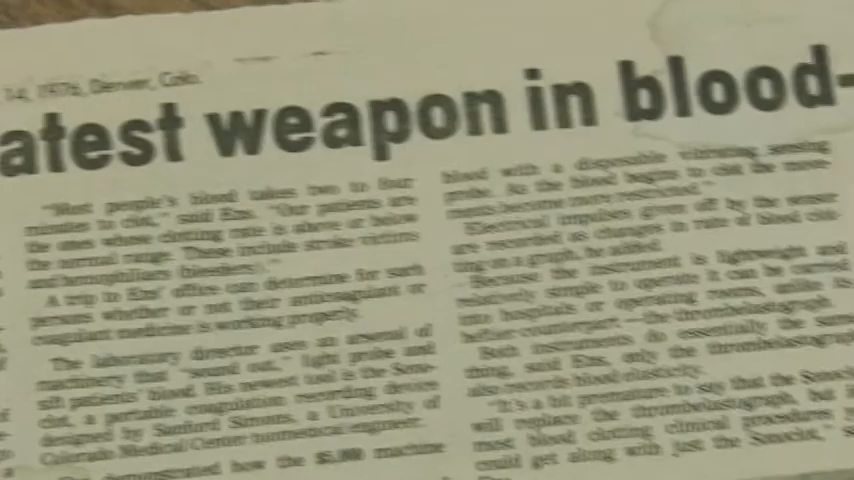 14, 1976, Denver, Colo.
atest weapon in blood-
"Most people's blood takes two to four
minutes to clot," said Ens. "Our patients are
the ones whose clotting rate is above or below
the normal range. These include stroke victims
and hemophiliacs (bleeders)."
A trip to Ens' office can determine for such
persons whether or not their anticoagulant or
coagulant medicine is working properly.
The laboratory director uses an arsenal of
machinery that "sound out," light probe and
sift patients' blood. His newest tool is the Sono-
clot, a portable coagulation recording device
designed by Sanford Simons, a University of
Colorado Medical Center biomedical engineer.
demonstrated how the machine
blood with a disposable vibrating sensing
probe. As the blood begins to clot the move-
ments become more restricted."
Electrical impulses given off by the sensor
are recorded as changes in rate of blood clot-
ting on a graph, he added.
Because the instrument is lightweight and
relatively simple to operate it can be carried
into hospitals or operating rooms, unlike its
better counterpart — the thrombelastograph.
Both instruments do essentially the same
thing, said Ens, only the thrombelastograph
also records blood elasticity.
"It's a bit premature to say that the
will replace the thrombelastograph, but
most blood clotting clinical procedures
could get along with just the